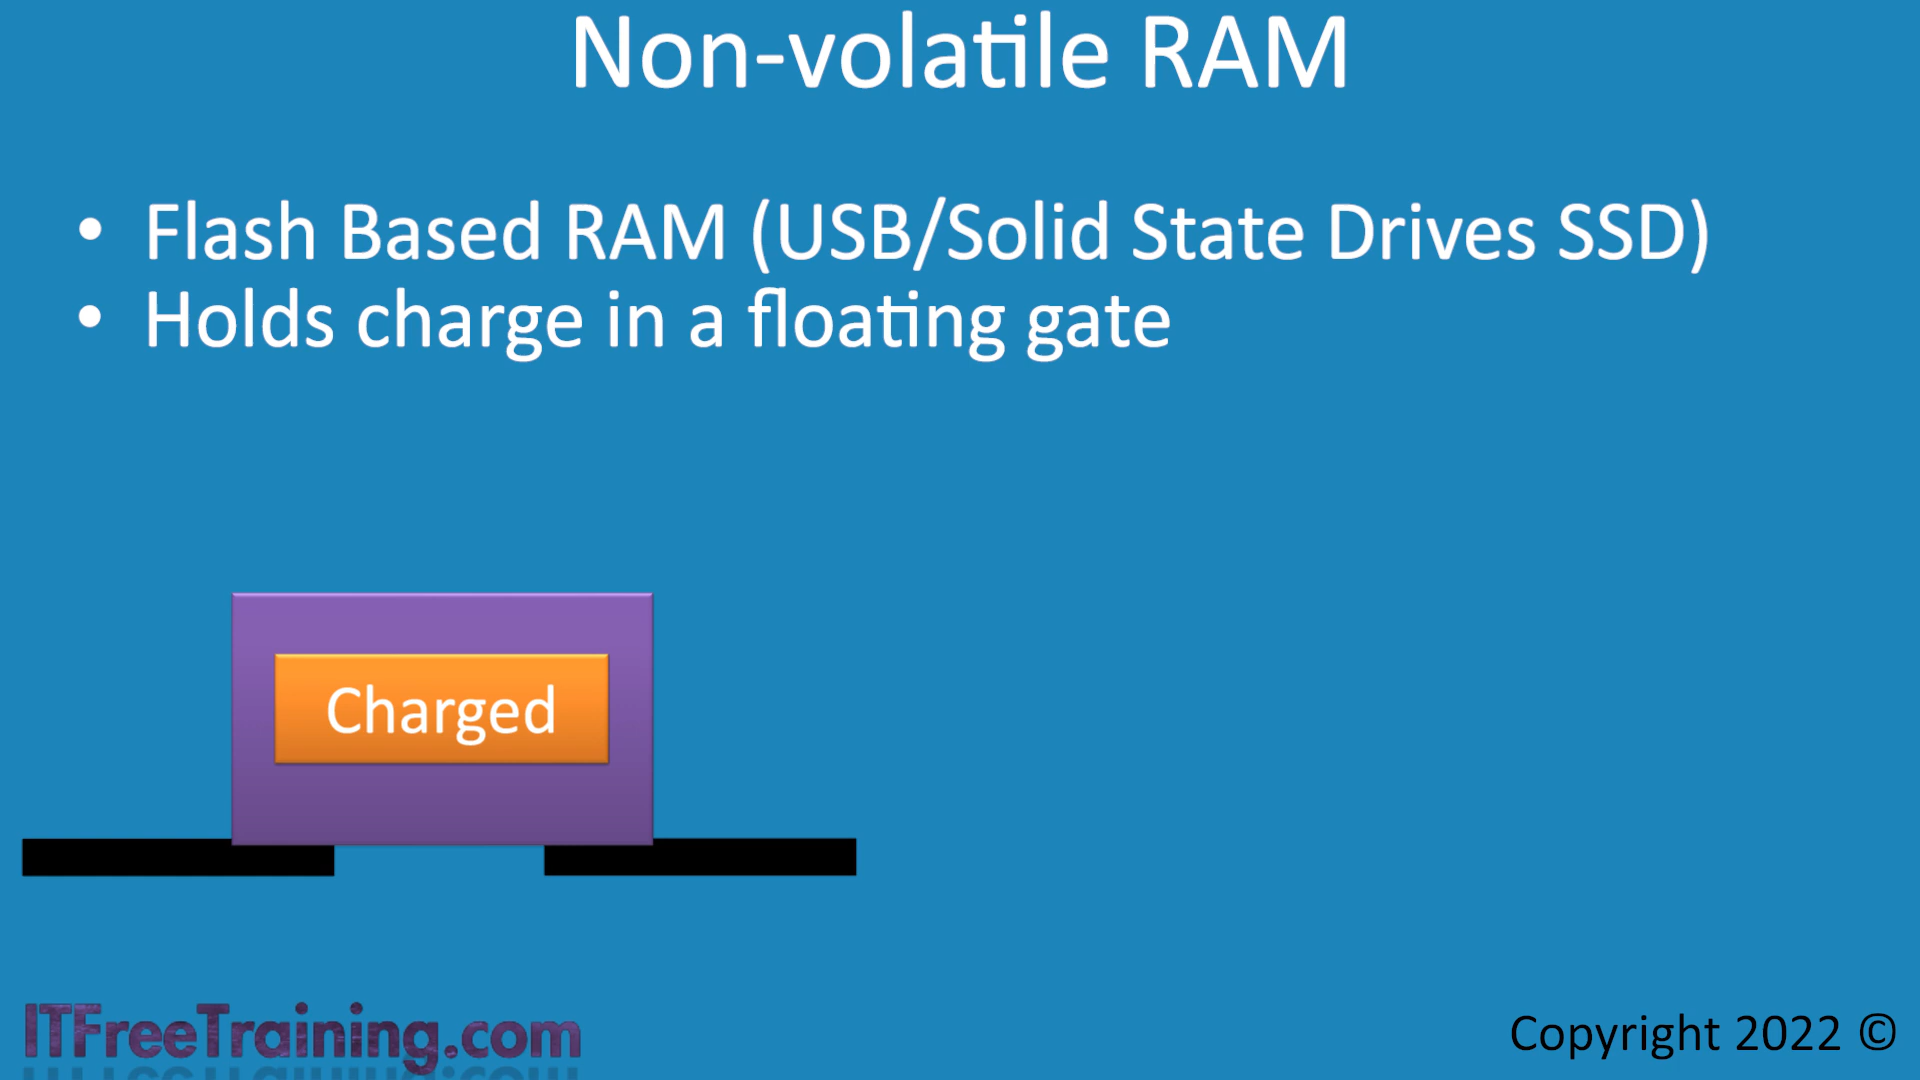 Non-volatile RAM
• Flash Based RAM (USB/Solid State Drives SSD)
• Holds charge in a floating gate
Charged
ITFreeTraining.com
Copyright 2022 ©